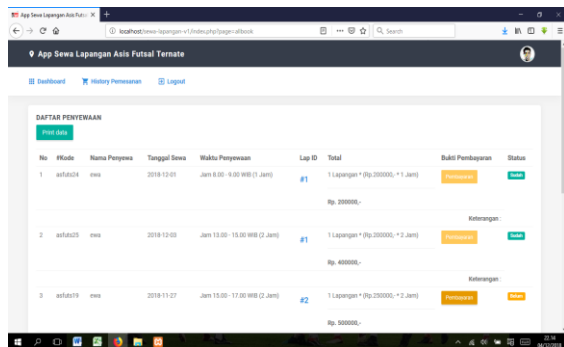 App Sewa Lapangan Asis Futsal
localhost/sewa-lapangan-v1/index.php?page=allbook
Search
App Sewa Lapangan Asis Futsal Ternate
Dashboard History Pemesanan Logout
DAFTAR PENYEWAAN
Print data
No #Kode Nama Penyewa Tanggal Sewa Waktu Penyewaan Lap ID Total Bukti Pembayaran Status
1 asfuts24 ewa 2018-12-01 Jam 8.00 - 9.00 WIB (1 Jam) #1 1 Lapangan * (Rp.200000,- * 1 Jam) Pembayaran Sudah
Rp. 200000,-
Keterangan :
2 asfuts25 ewa 2018-12-03 Jam 13.00 - 15.00 WIB (2 Jam) #1 1 Lapangan * (Rp.200000,- * 2 Jam) Pembayaran Sudah
Rp. 400000,-
Keterangan :
3 asfuts19 ewa 2018-11-27 Jam 15.00 - 17.00 WIB (2 Jam) #2 1 Lapangan * (Rp.250000,- * 2 Jam) Pembayaran Belum
Rp. 500000,-
22.14
04/12/2018